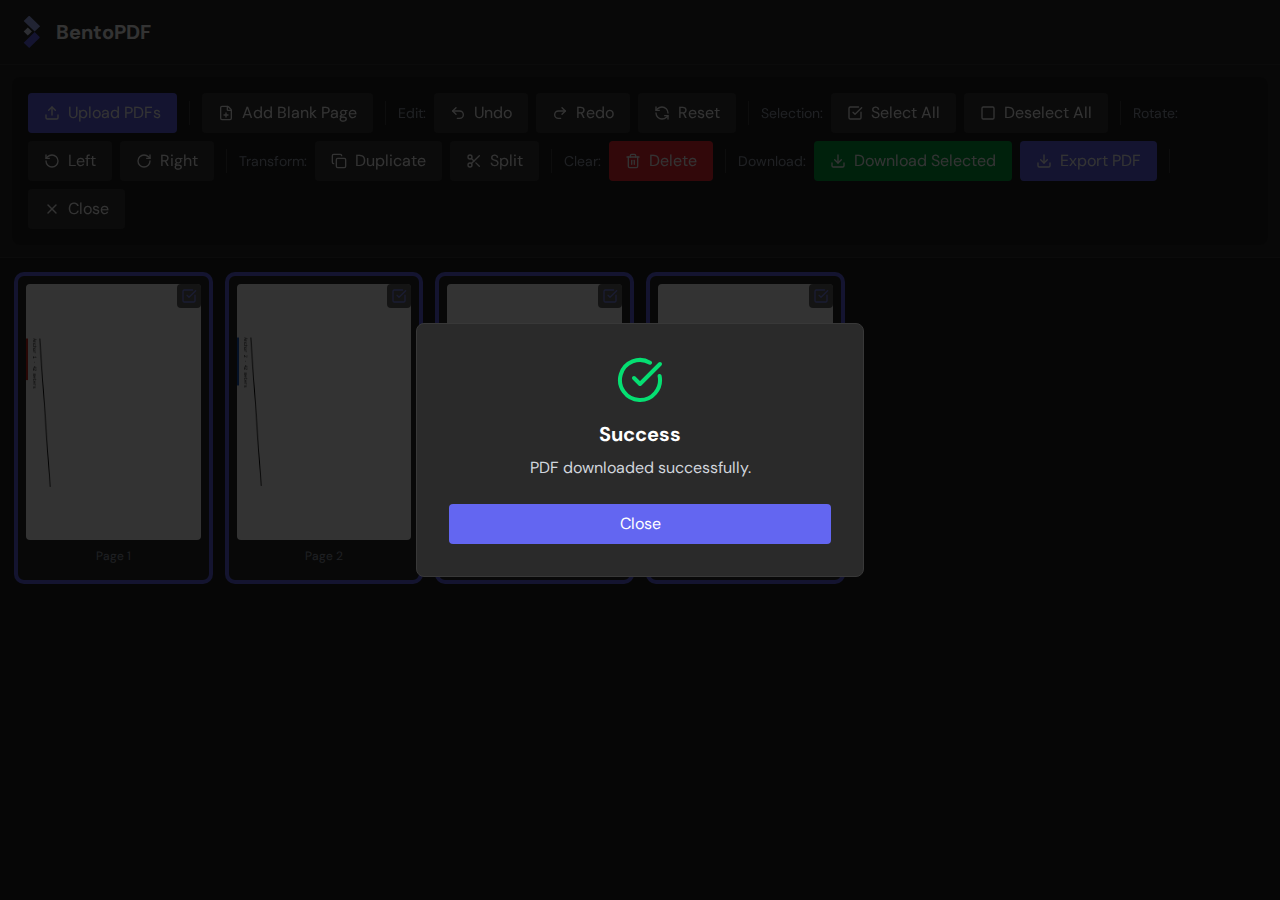 BentoPDF
Upload PDFs Add Blank Page Edit: Undo Redo Reset Selection: Select All Deselect All Rotate:
Left Right Transform: Duplicate Split Clear: Delete Download: Download Selected Export PDF
Close
Success
PDF downloaded successfully.
Close
Page 1
Page 2